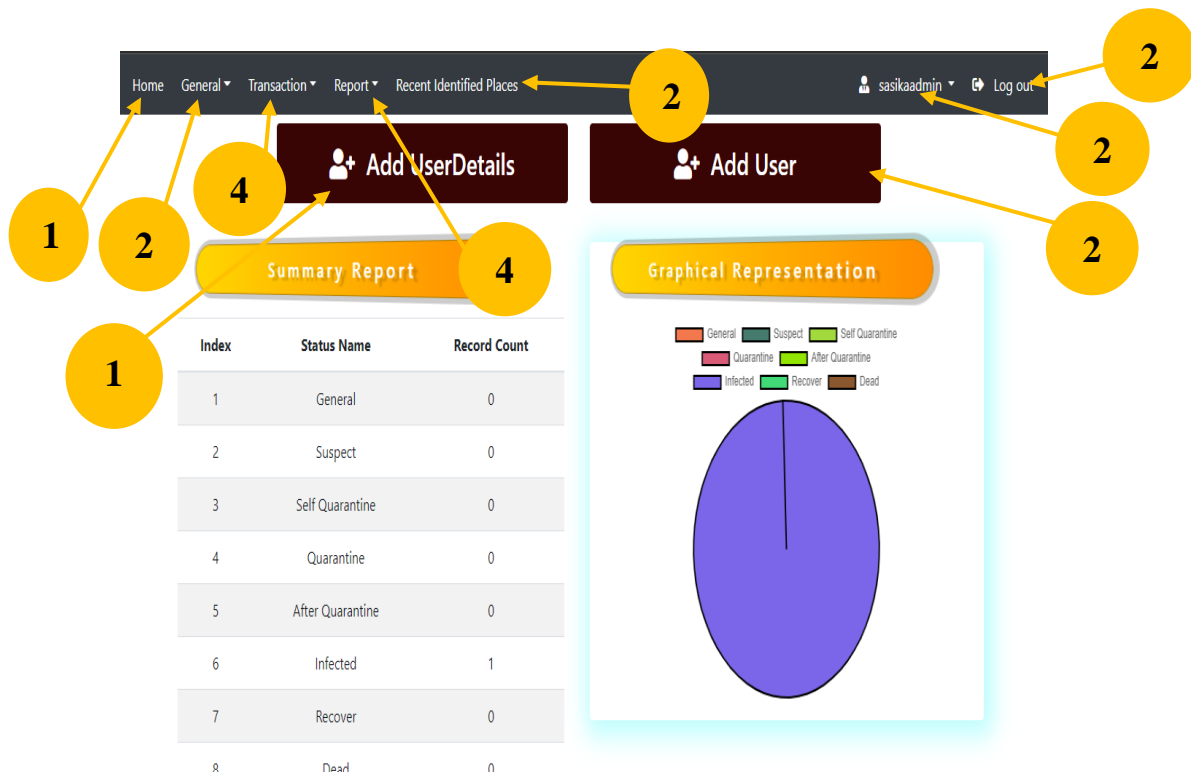 2
Home General Transaction Report Recent Identified Places 2 sasikaadmin Log out
2
Add UserDetails Add User
1 2 4 2
Summary Report 4 Graphical Representation
Index Status Name Record Count
1
General Suspect Self Quarantine
Quarantine After Quarantine
Infected Recover Dead
1 General 0
2 Suspect 0
3 Self Quarantine 0
4 Quarantine 0
5 After Quarantine 0
6 Infected 1
7 Recover 0
8 Dead 0